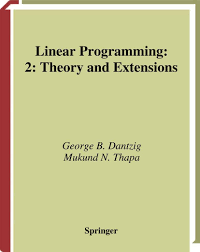 Linear Programming:
2: Theory and Extensions
George B. Dantzig
Mukund N. Thapa
Springer